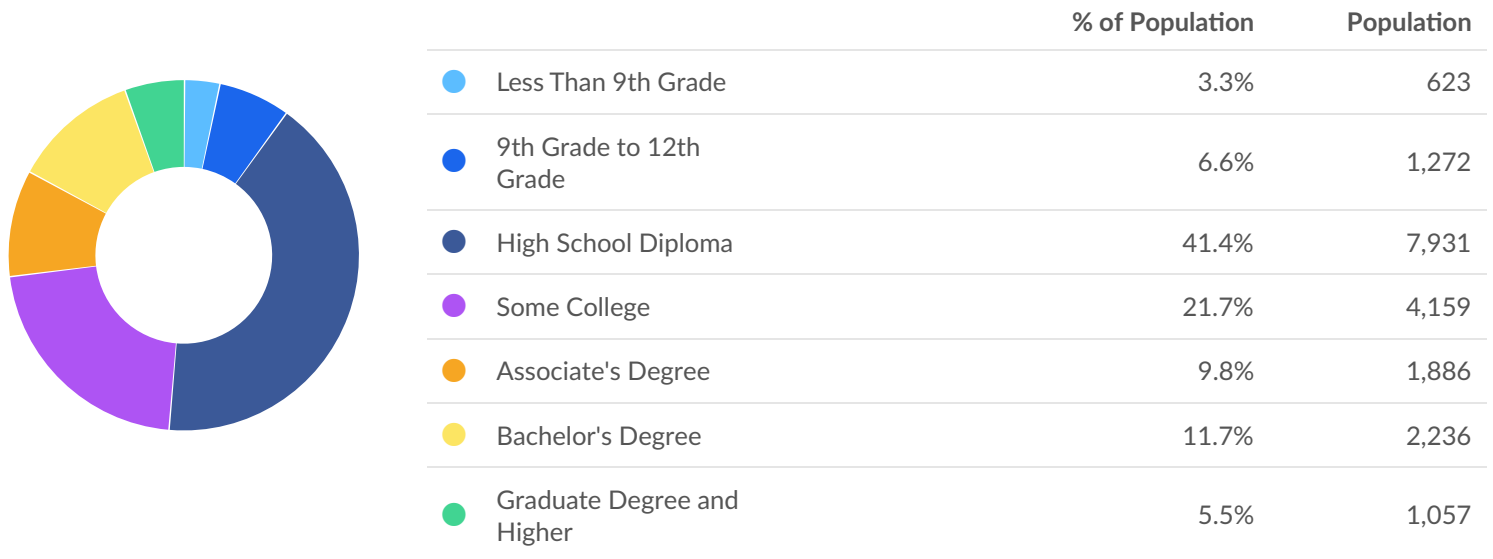 % of Population Population
Less Than 9th Grade 3.3% 623
9th Grade to 12th
Grade 6.6% 1,272
High School Diploma 41.4% 7,931
Some College 21.7% 4,159
Associate's Degree 9.8% 1,886
Bachelor's Degree 11.7% 2,236
Graduate Degree and
Higher 5.5% 1,057